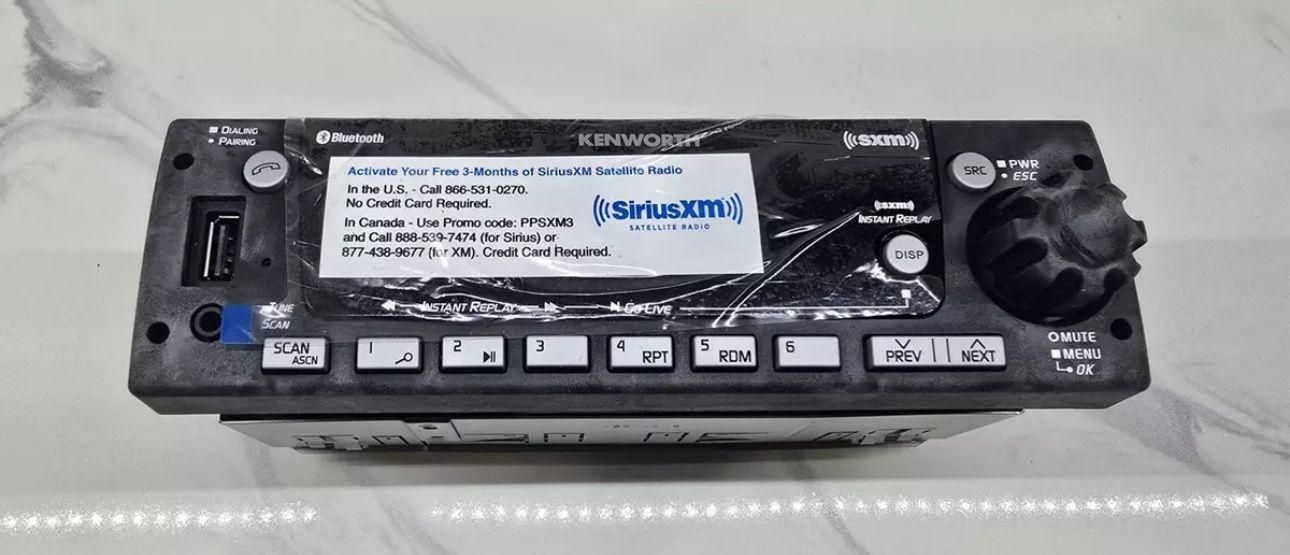 DIALING
PAIRING
Bluetooth
KENWORTH
((sxm))
Activate Your Free 3-Months of SiriusXM Satellite Radio
In the U.S. - Call 866-531-0270.
No Credit Card Required.
In Canada - Use Promo code: PPSXM3
and Call 888-539-7474 (for Sirius) or
877-438-9677 (for XM). Credit Card Required.
((SiriusXM))
SATELLITE RADIO
SRC
PWR
ESC
((sxm))
INSTANT REPLAY
DISP
TUNE
SCAN
INSTANT REPLAY
GO LIVE
SCAN
ASCN
1
2
3
4 RPT
5 RDM
6
PREV
NEXT
MUTE
MENU
OK